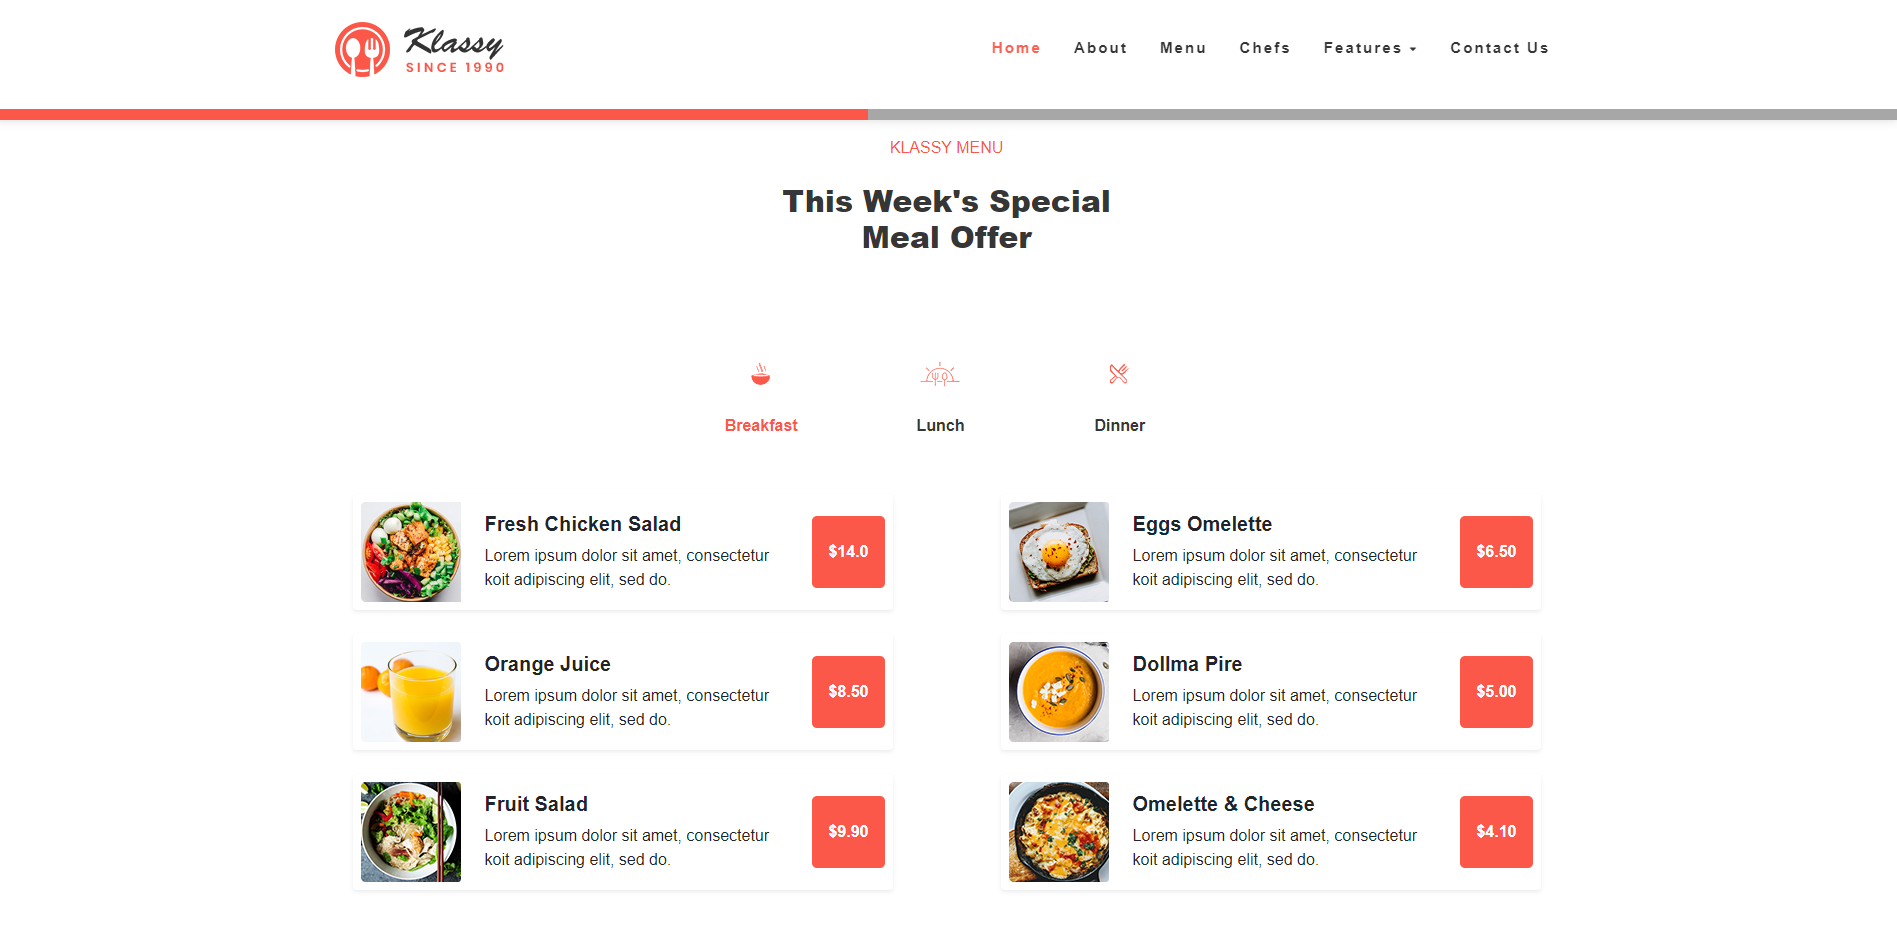 Klassy
SINCE 1990
Home About Menu Chefs Features Contact Us
KLASSY MENU
This Week's Special
Meal Offer
Breakfast Lunch Dinner
Fresh Chicken Salad
Lorem ipsum dolor sit amet, consectetur
koit adipiscing elit, sed do.
$14.0
Eggs Omelette
Lorem ipsum dolor sit amet, consectetur
koit adipiscing elit, sed do.
$6.50
Orange Juice
Lorem ipsum dolor sit amet, consectetur
koit adipiscing elit, sed do.
$8.50
Dollma Pire
Lorem ipsum dolor sit amet, consectetur
koit adipiscing elit, sed do.
$5.00
Fruit Salad
Lorem ipsum dolor sit amet, consectetur
koit adipiscing elit, sed do.
$9.90
Omelette & Cheese
Lorem ipsum dolor sit amet, consectetur
koit adipiscing elit, sed do.
$4.10